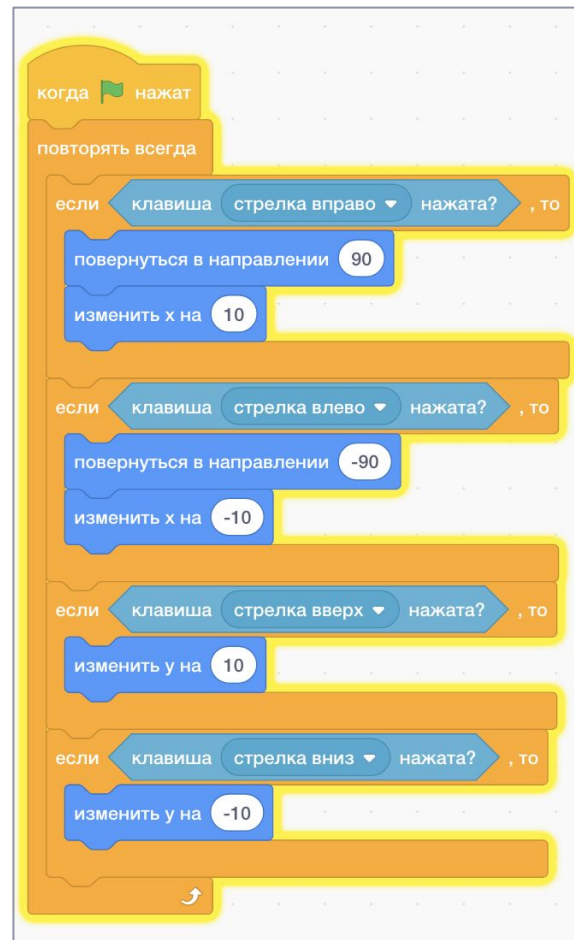 когда нажат
повторять всегда
если клавиша стрелка вправо нажата? , то
повернуться в направлении 90
изменить x на 10
если клавиша стрелка влево нажата? , то
повернуться в направлении -90
изменить x на -10
если клавиша стрелка вверх нажата? , то
изменить y на 10
если клавиша стрелка вниз нажата? , то
изменить y на -10